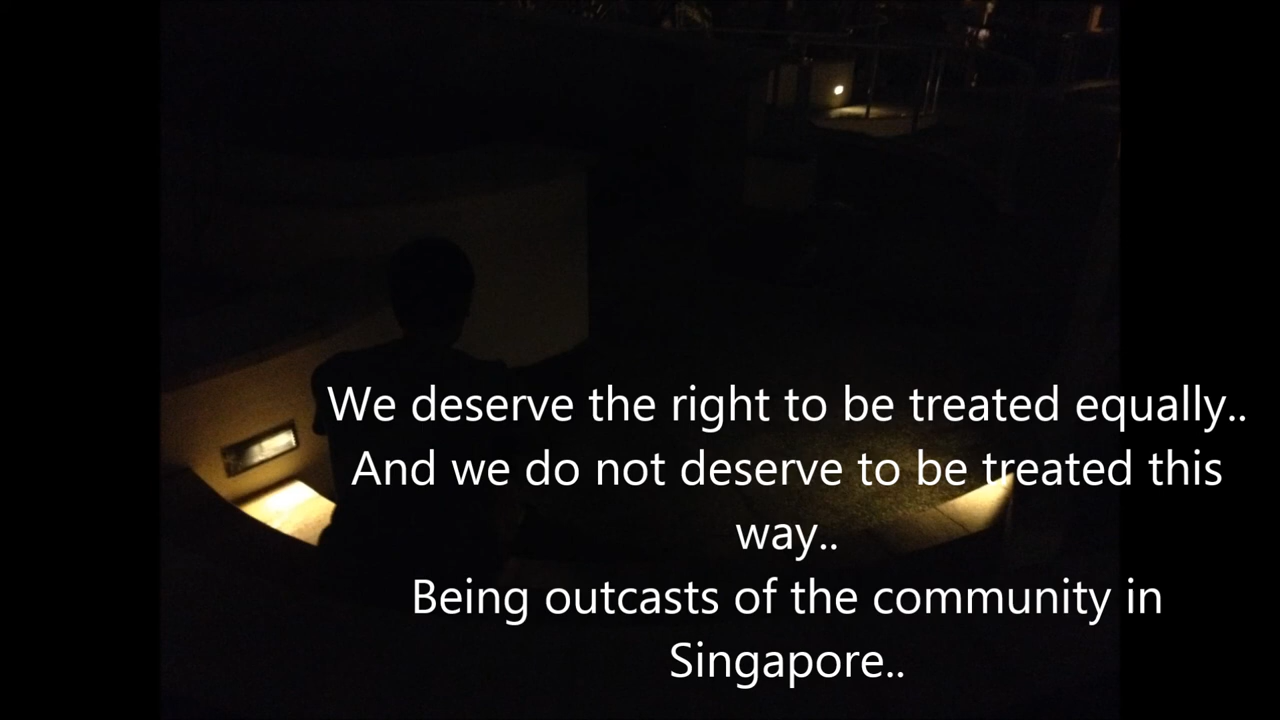 We deserve the right to be treated equally..
And we do not deserve to be treated this
way..
Being outcasts of the community in
Singapore..